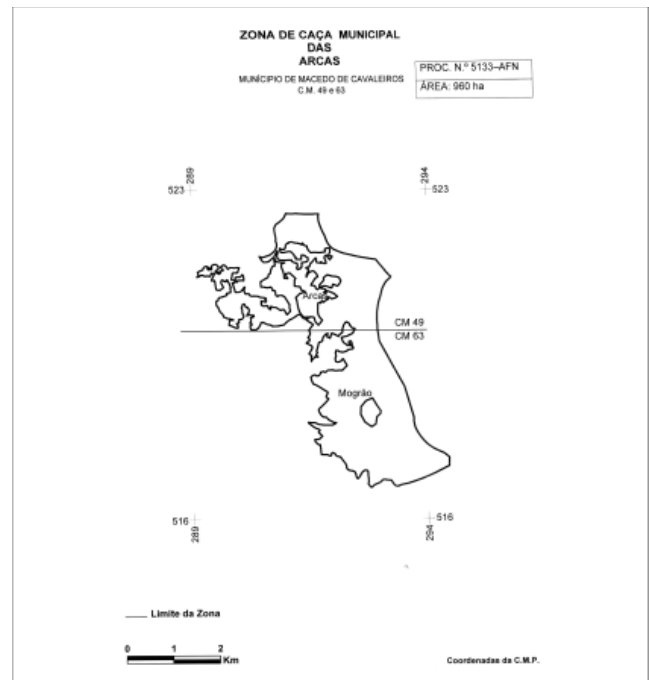 ZONA DE CAÇA MUNICIPAL
DAS
ARCAS
MUNÍCIPIO DE MACEDO DE CAVALEIROS
C.M. 49 e 63
PROC. N.º 5133–AFN
ÁREA: 960 ha
289
294
523
523
Arcas
CM 49
CM 63
Mogrão
516
516
289
294
Limite da Zona
0 1 2
Km
Coordenadas da C.M.P.